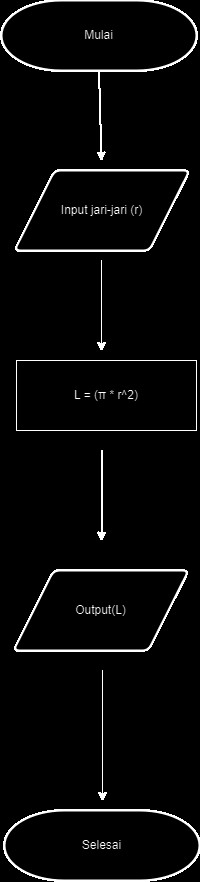 Mulai
Input jari-jari (r)
L = (π * r^2)
Output(L)
Selesai